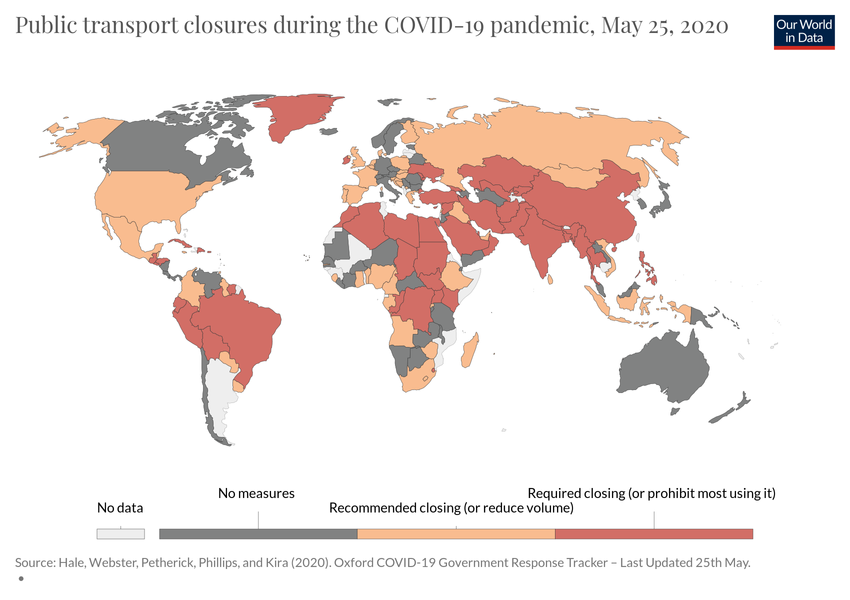 Public transport closures during the COVID-19 pandemic, May 25, 2020
Our World
in Data
No data
No measures
Recommended closing (or reduce volume)
Required closing (or prohibit most using it)
Source: Hale, Webster, Petherick, Phillips, and Kira (2020). Oxford COVID-19 Government Response Tracker – Last Updated 25th May.
•